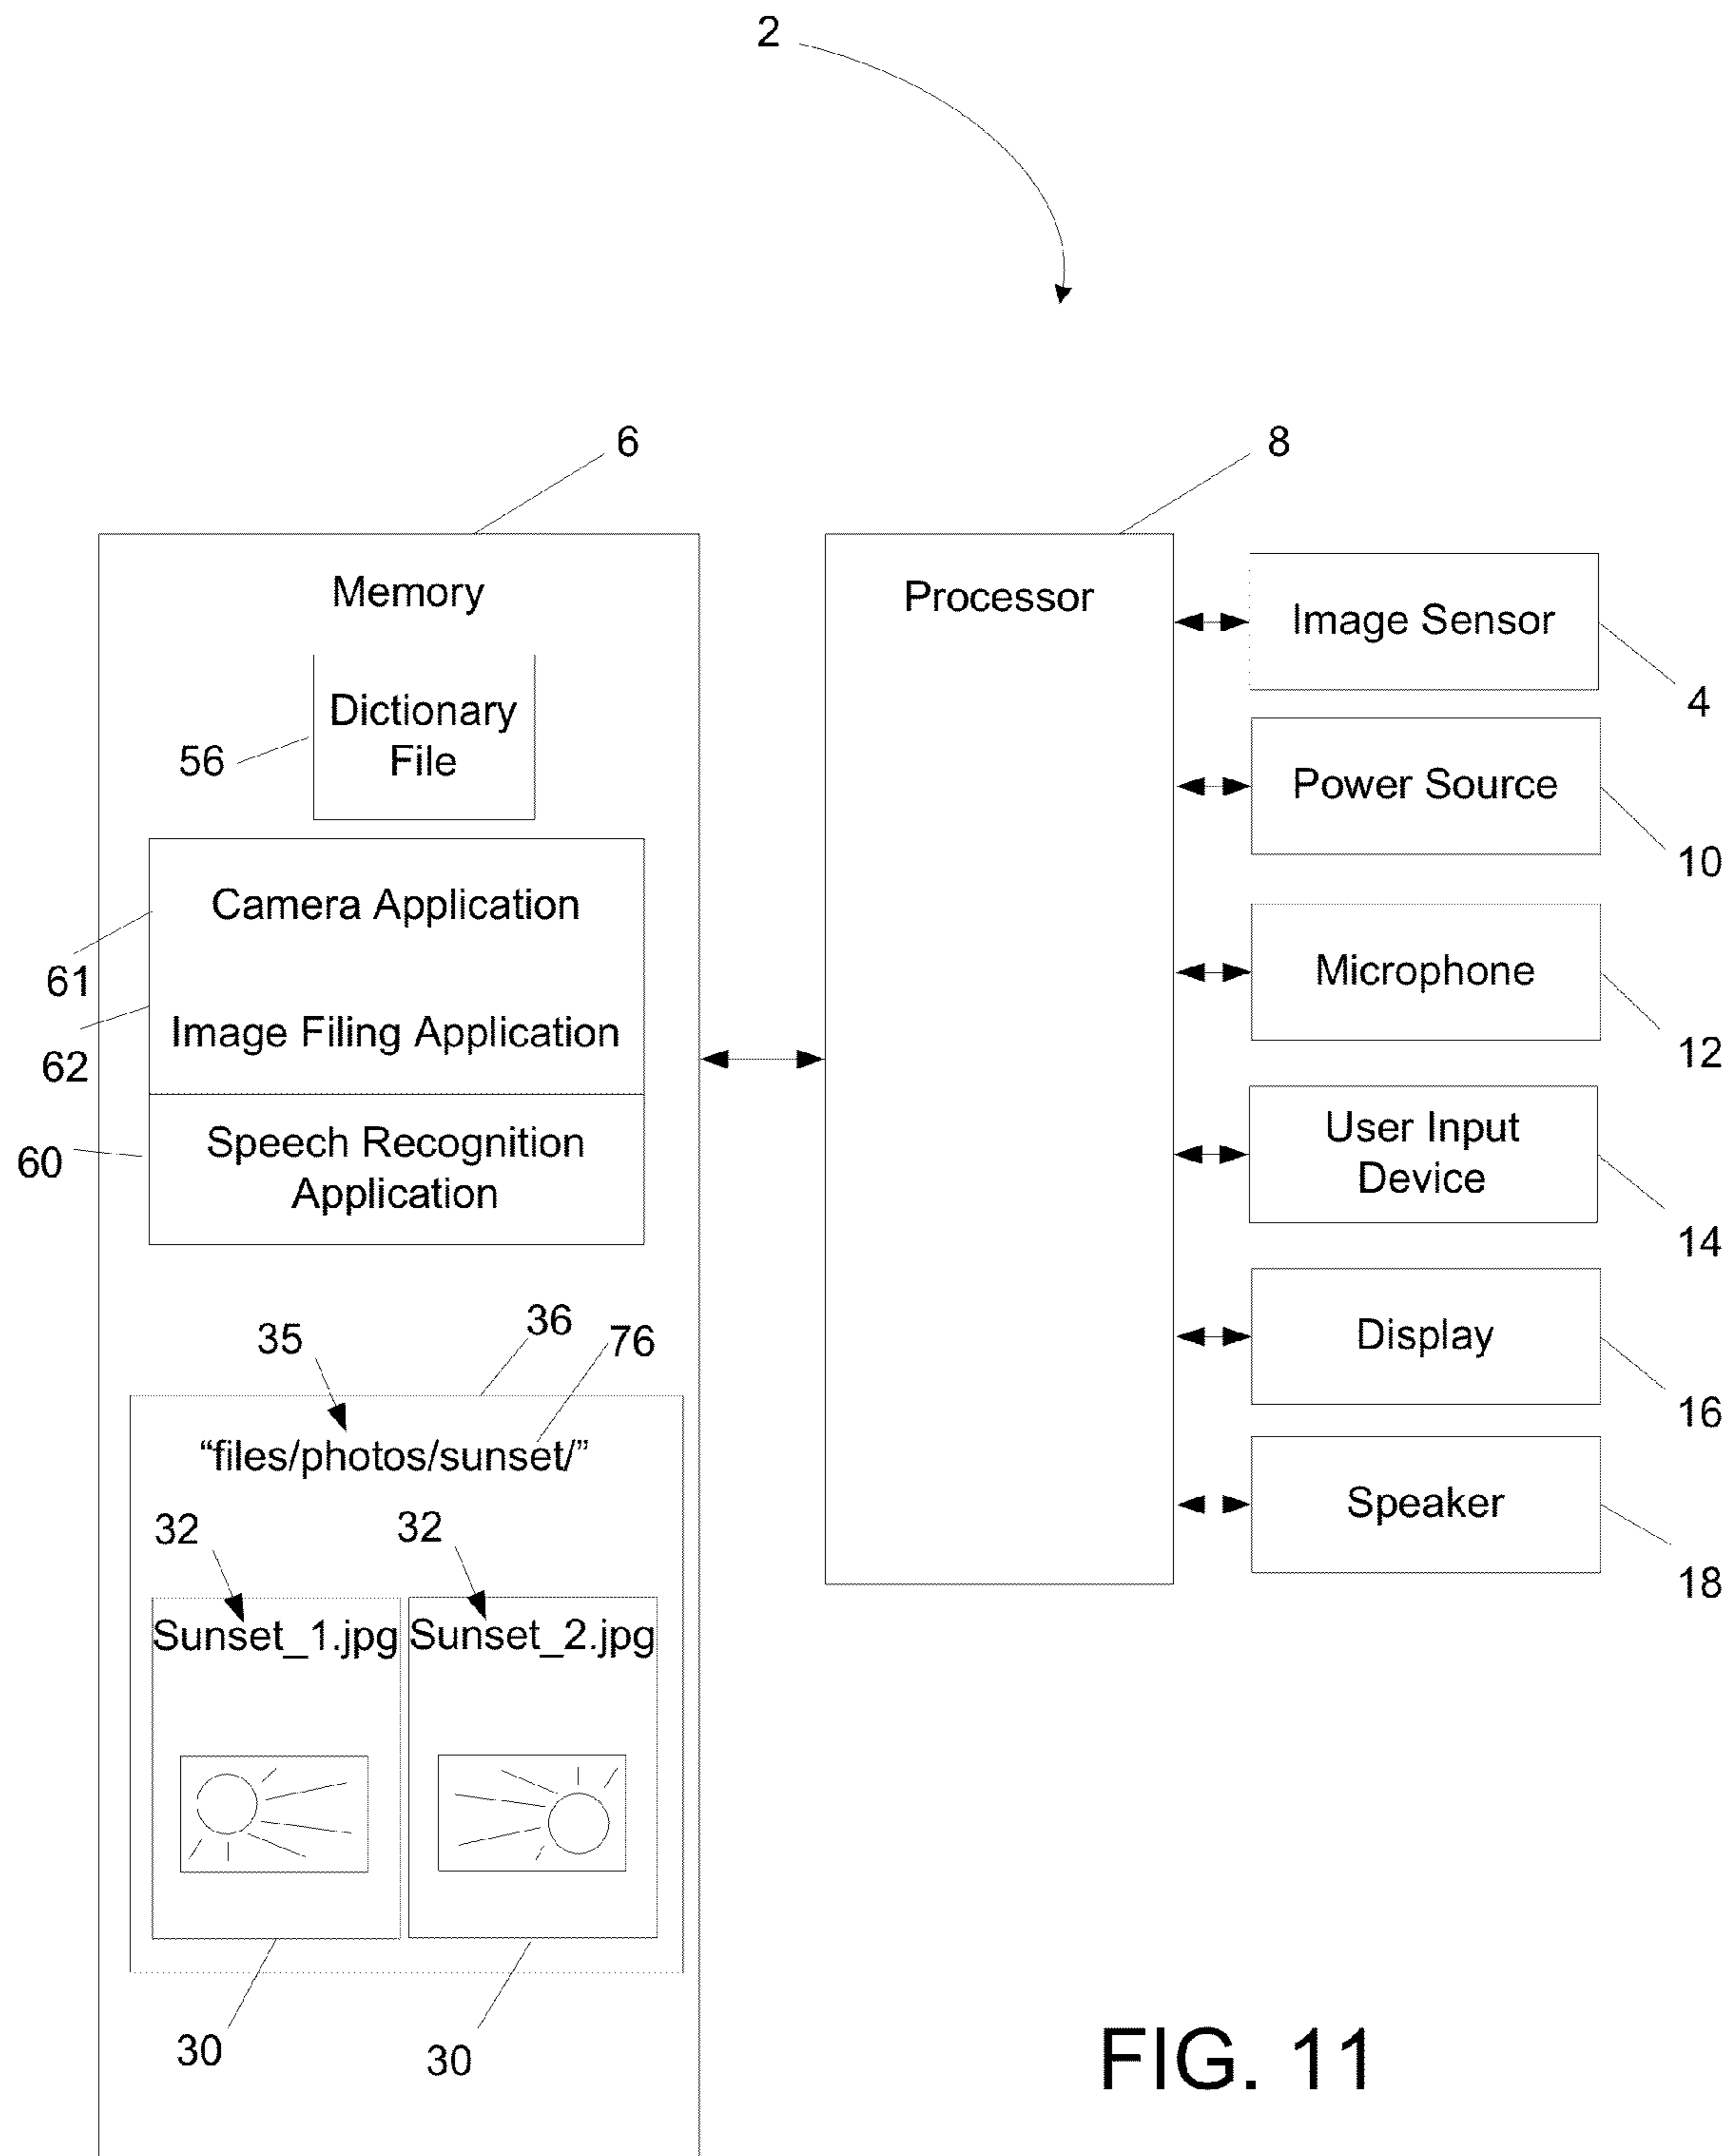 2
6
8
Memory
Processor
Image Sensor
4
Dictionary
File
56
Power Source
10
Camera Application
61
Microphone
12
Image Filing Application
62
Speech Recognition
Application
60
User Input
Device
14
35
36
76
Display
16
“files/photos/sunset/”
32
32
Speaker
18
Sunset_1.jpg
Sunset_2.jpg
30
30
FIG. 11